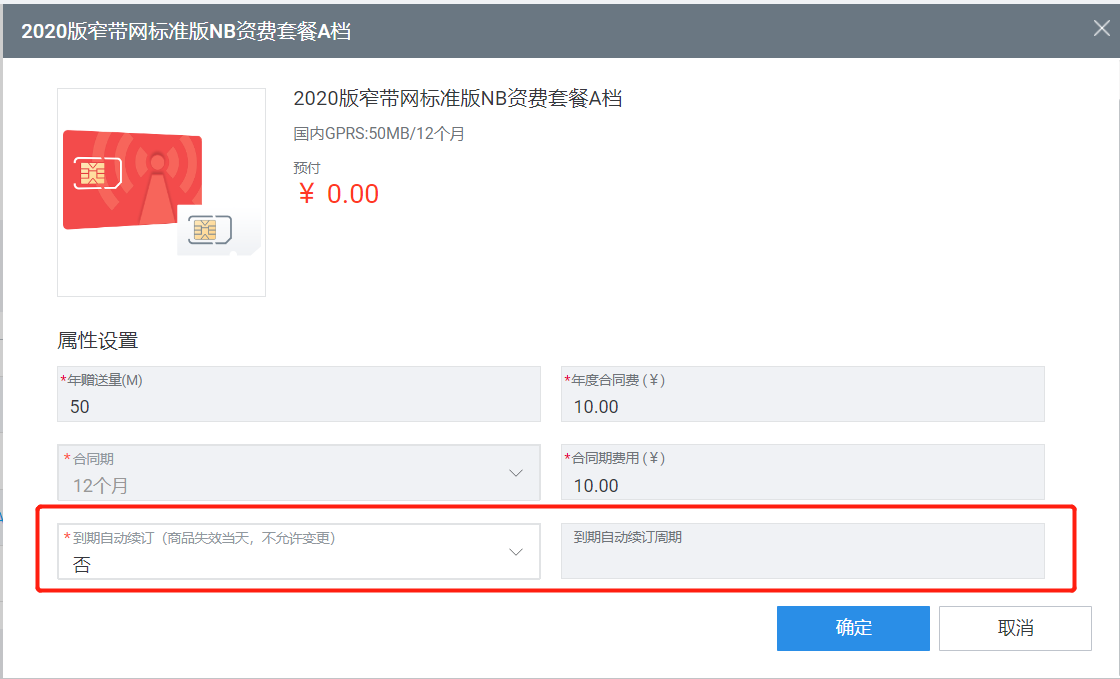 2020版窄带网标准版NB资费套餐A档
2020版窄带网标准版NB资费套餐A档
国内GPRS:50MB/12个月
预付
￥ 0.00
属性设置
*年赠送量(M)
50
*年度合同费 (￥)
10.00
*合同期
12个月
*合同期费用 (￥)
10.00
*到期自动续订（商品失效当天，不允许变更）
否
到期自动续订周期
确定
取消